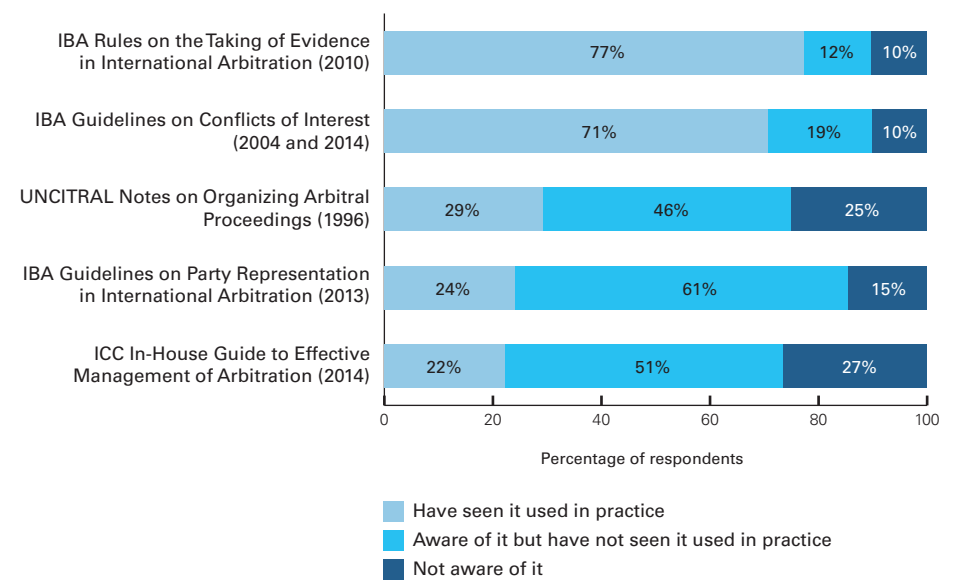 IBA Rules on the Taking of Evidence
in International Arbitration (2010)
77%
12%
10%
IBA Guidelines on Conflicts of Interest
(2004 and 2014)
71%
19%
10%
UNCITRAL Notes on Organizing Arbitral
Proceedings (1996)
29%
46%
25%
IBA Guidelines on Party Representation
in International Arbitration (2013)
24%
61%
15%
ICC In-House Guide to Effective
Management of Arbitration (2014)
22%
51%
27%
0
20
40
60
80
100
Percentage of respondents
Have seen it used in practice
Aware of it but have not seen it used in practice
Not aware of it